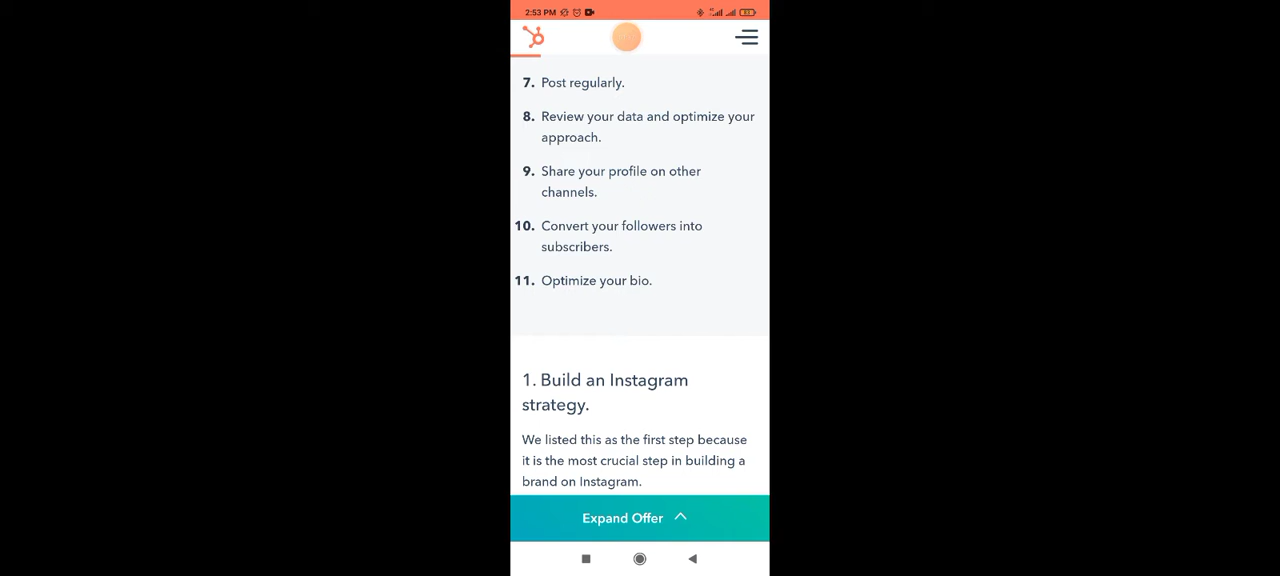 2:53 PM
7. Post regularly.
8. Review your data and optimize your
approach.
9. Share your profile on other
channels.
10. Convert your followers into
subscribers.
11. Optimize your bio.
1. Build an Instagram
strategy.
We listed this as the first step because
it is the most crucial step in building a
brand on Instagram.
Expand Offer